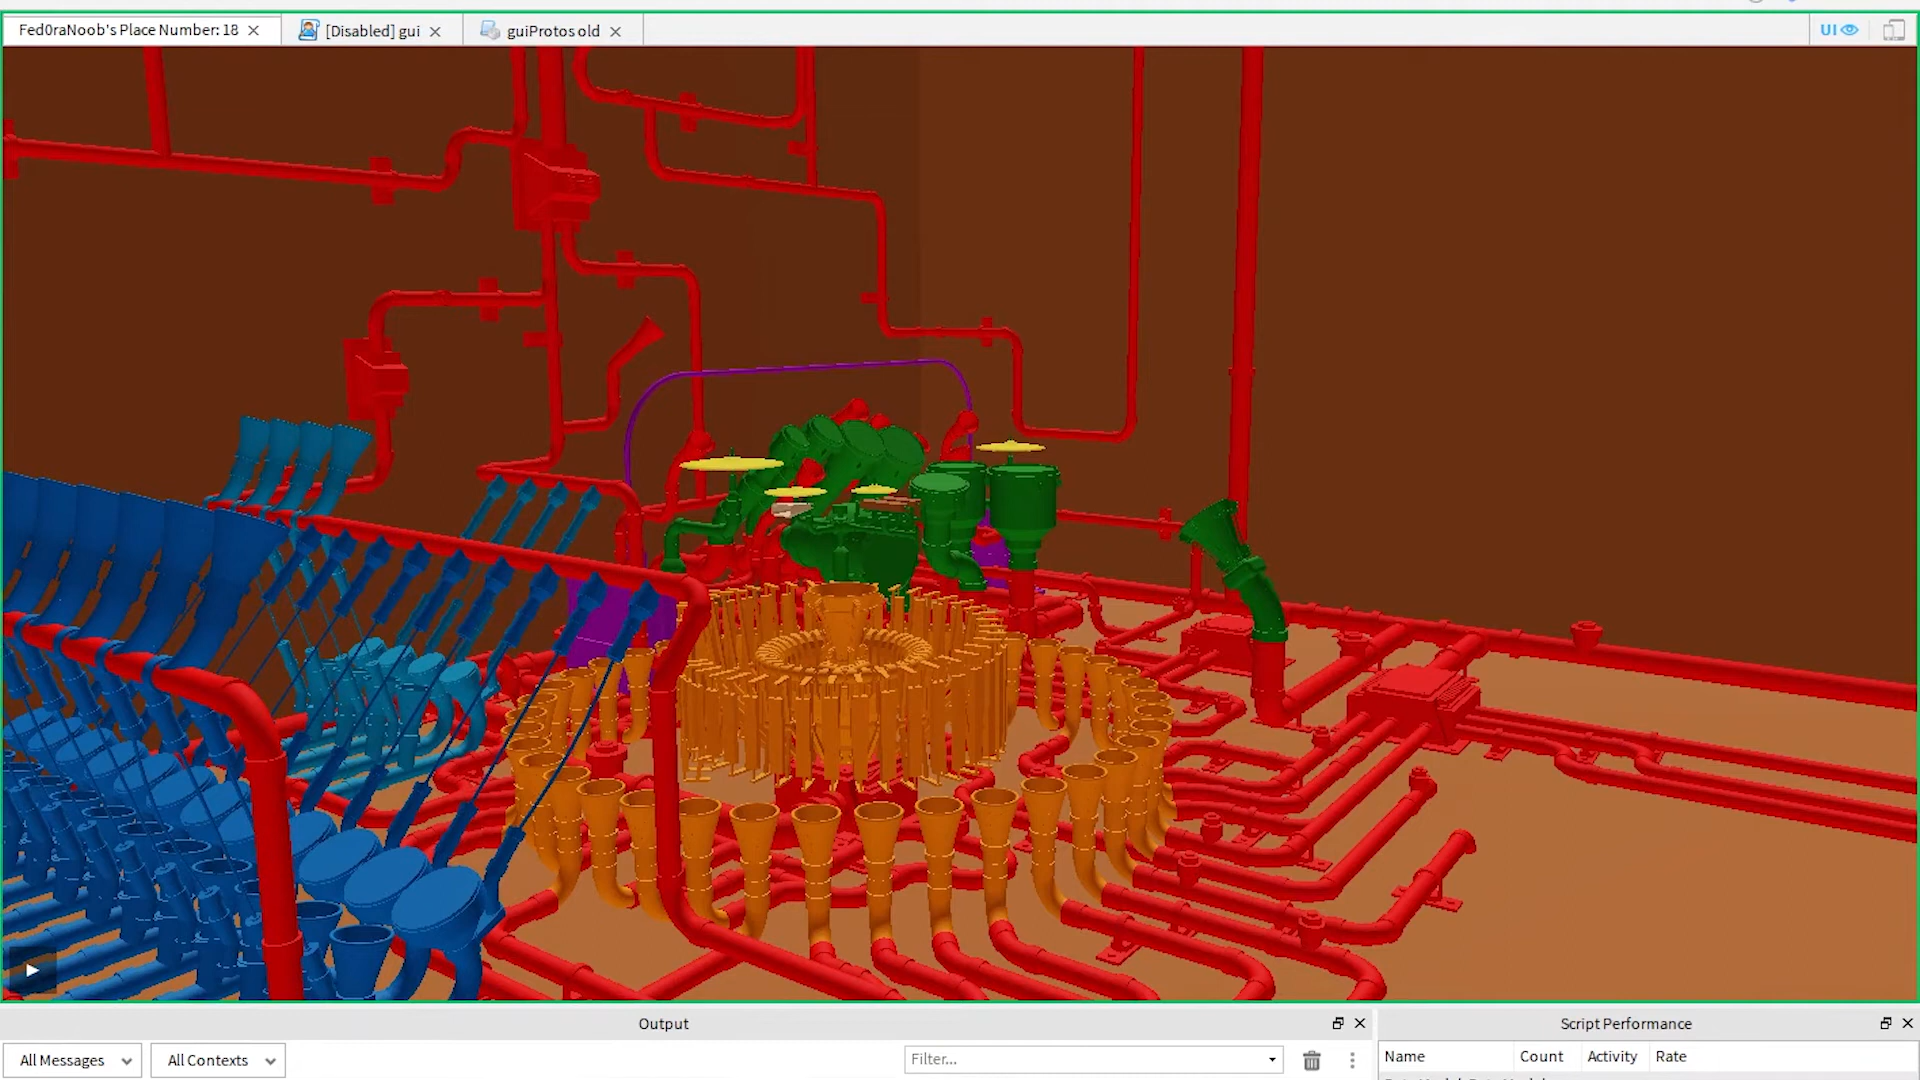 Fed0raNoob's Place Number: 18
[Disabled] gui
guiProtos old
UI
Output
Script Performance
All Messages
All Contexts
Filter...
Name
Count
Activity
Rate